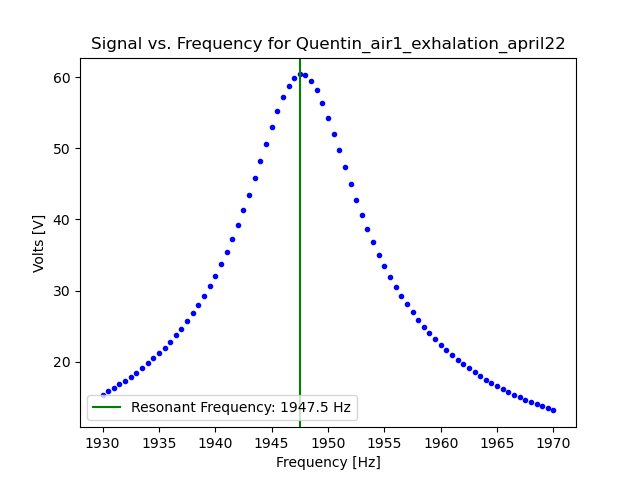 Signal vs. Frequency for Quentin_air1_exhalation_april22
60
50
40
30
20
Volts [V]
Resonant Frequency: 1947.5 Hz
1930 1935 1940 1945 1950 1955 1960 1965 1970
Frequency [Hz]